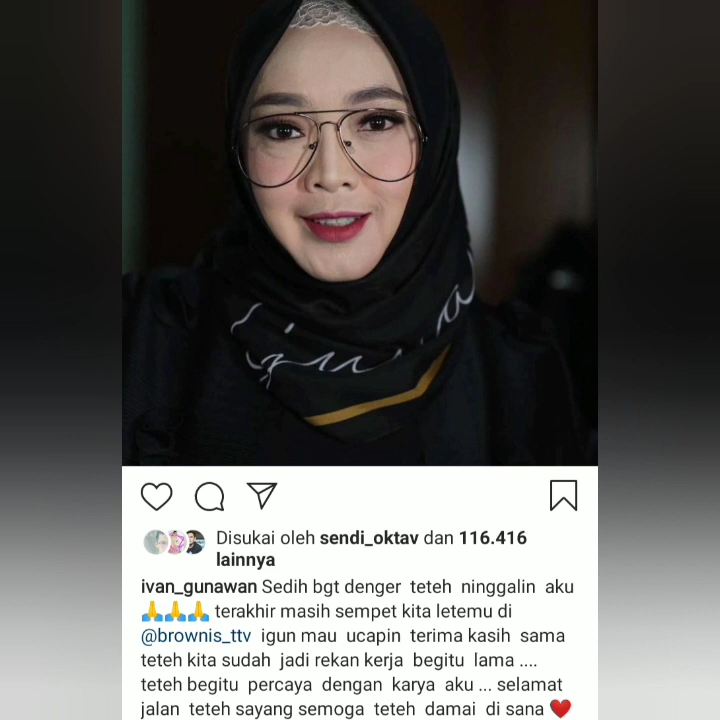 Disukai oleh sendi_oktav dan 116.416
lainnya
ivan_gunawan Sedih bgt denger teteh ninggalin aku
🙏🙏🙏 terakhir masih sempet kita letemu di
@brownis_ttv igun mau ucapin terima kasih sama
teteh kita sudah jadi rekan kerja begitu lama ....
teteh begitu percaya dengan karya aku ... selamat
jalan teteh sayang semoga teteh damai di sana ❤️